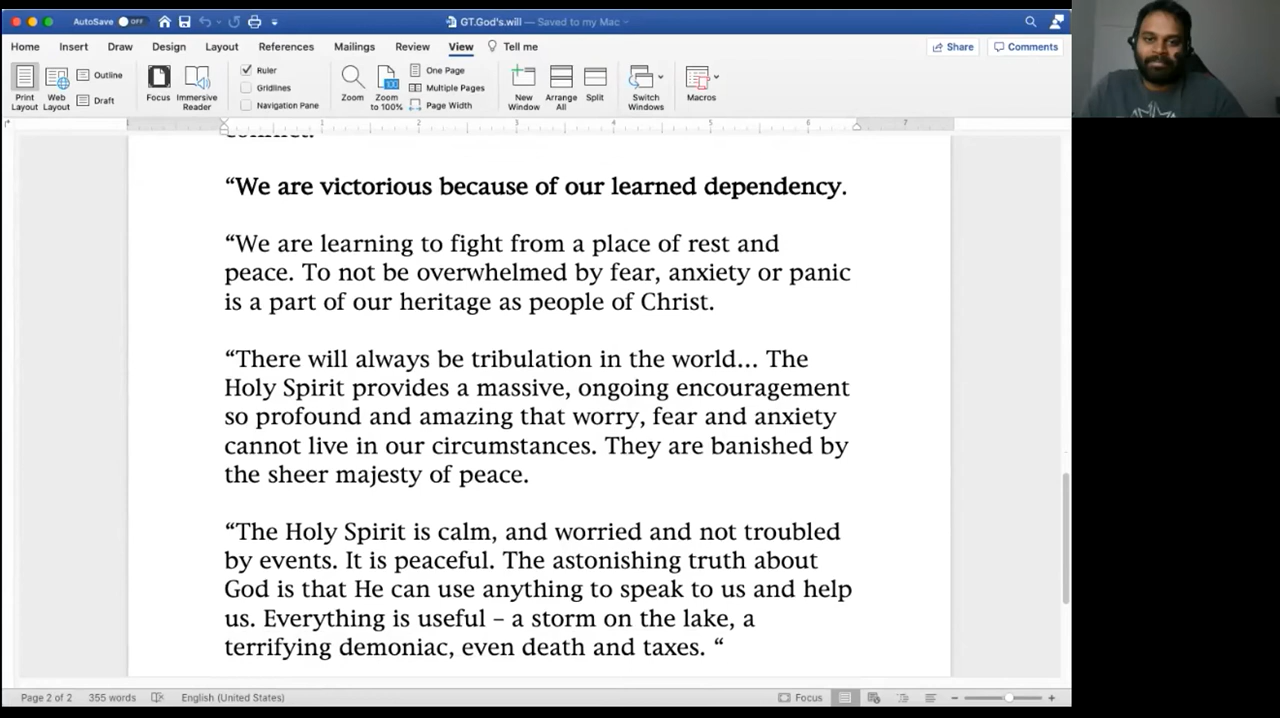 AutoSave OFF GT.God's.will — Saved to my Mac
Home Insert Draw Design Layout References Mailings Review View Tell me Share Comments
Print Layout
Web Layout
Outline
Draft
Focus
Immersive Reader
Ruler
Gridlines
Navigation Pane
Zoom
Zoom to 100%
One Page
Multiple Pages
Page Width
New Window
Arrange All
Split
Switch Windows
Macros
1 2 3 4 5 6 7
“We are victorious because of our learned dependency.
“We are learning to fight from a place of rest and
peace. To not be overwhelmed by fear, anxiety or panic
is a part of our heritage as people of Christ.
“There will always be tribulation in the world… The
Holy Spirit provides a massive, ongoing encouragement
so profound and amazing that worry, fear and anxiety
cannot live in our circumstances. They are banished by
the sheer majesty of peace.
“The Holy Spirit is calm, and worried and not troubled
by events. It is peaceful. The astonishing truth about
God is that He can use anything to speak to us and help
us. Everything is useful – a storm on the lake, a
terrifying demoniac, even death and taxes. “
Page 2 of 2 355 words English (United States) Focus